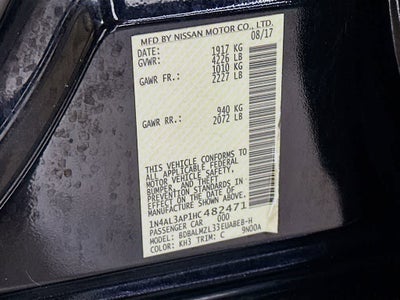 MFD BY NISSAN MOTOR CO., LTD.
08/17
GVWR: 1917 KG
4226 LB
GAWR FR.: 1010 KG
2227 LB
GAWR RR.: 940 KG
2072 LB
THIS VEHICLE CONFORMS TO
ALL APPLICABLE FEDERAL
MOTOR VEHICLE SAFETY,
BUMPER, AND THEFT
PREVENTION STANDARDS IN
EFFECT ON THE DATE OF
MANUFACTURE SHOWN ABOVE.
1N4AL3AP1HC482471
PASSENGER CAR 000
MODEL: BDBALMZL33EUABEB-H
COLOR: KH3 TRIM: C 9N00A